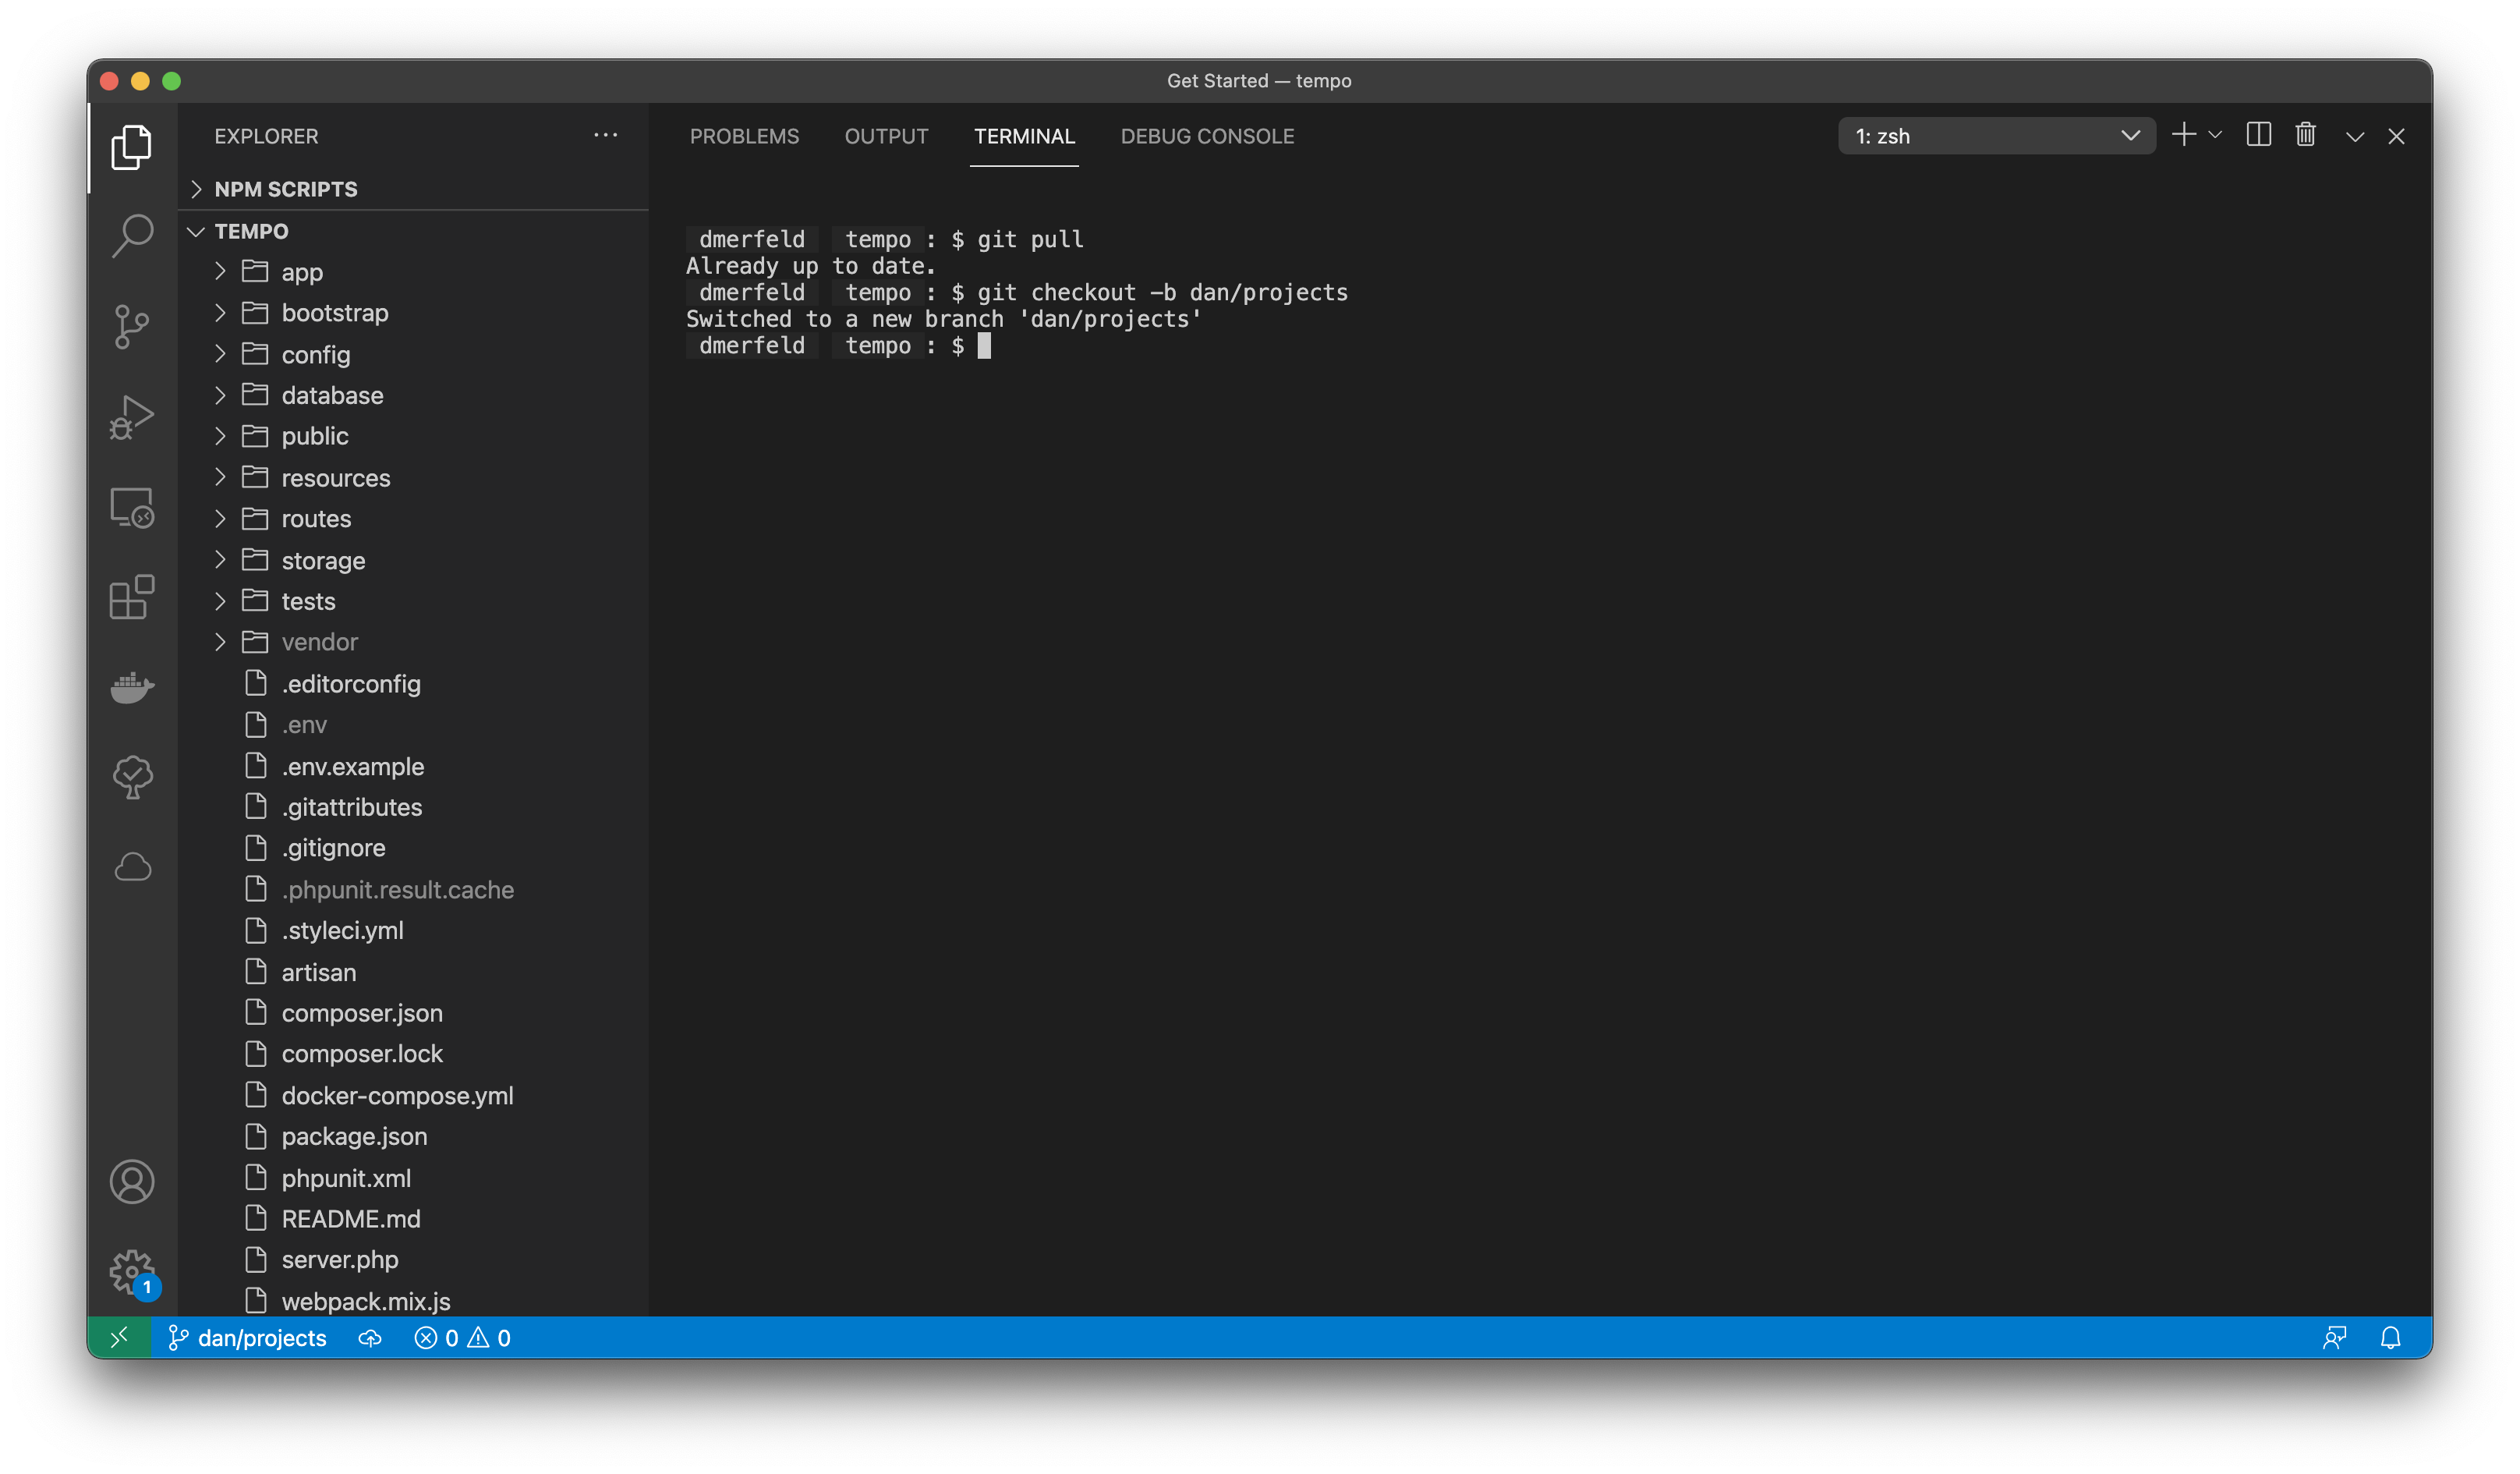 Get Started — tempo
EXPLORER
NPM SCRIPTS
TEMPO
app
bootstrap
config
database
public
resources
routes
storage
tests
vendor
.editorconfig
.env
.env.example
.gitattributes
.gitignore
.phpunit.result.cache
.styleci.yml
artisan
composer.json
composer.lock
docker-compose.yml
package.json
phpunit.xml
README.md
server.php
webpack.mix.js
PROBLEMS OUTPUT TERMINAL DEBUG CONSOLE 1: zsh
dmerfeld tempo : $ git pull
Already up to date.
dmerfeld tempo : $ git checkout -b dan/projects
Switched to a new branch 'dan/projects'
dmerfeld tempo : $
1
dan/projects 0 0